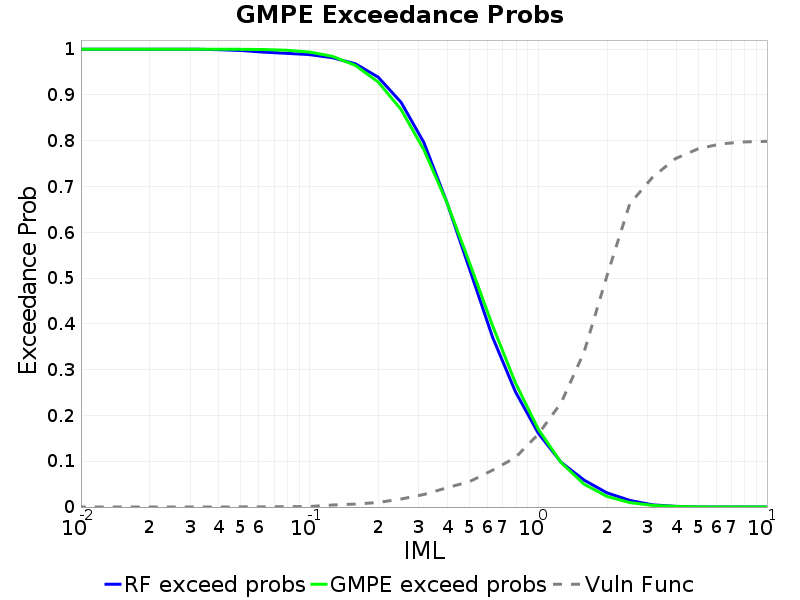 GMPE Exceedance Probs
Exceedance Prob
1
0.9
0.8
0.7
0.6
0.5
0.4
0.3
0.2
0.1
0
10^-2 2 3 4 5 6 10^-1 2 3 4 5 6 7 10^0 2 3 4 5 6 7 10^1
IML
RF exceed probs GMPE exceed probs Vuln Func